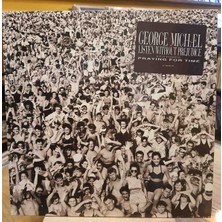 GEORGE MICHAEL
LISTEN WITHOUT PREJUDICE
PRAYING FOR TIME